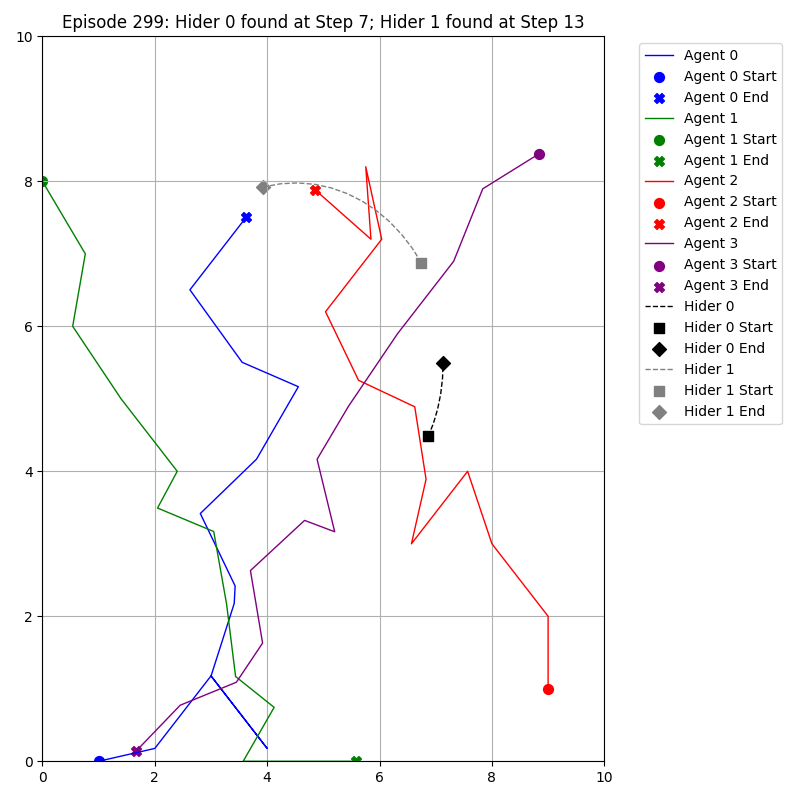 Episode 299: Hider 0 found at Step 7; Hider 1 found at Step 13
10
8
6
4
2
0
0 2 4 6 8 10
Agent 0
Agent 0 Start
Agent 0 End
Agent 1
Agent 1 Start
Agent 1 End
Agent 2
Agent 2 Start
Agent 2 End
Agent 3
Agent 3 Start
Agent 3 End
Hider 0
Hider 0 Start
Hider 0 End
Hider 1
Hider 1 Start
Hider 1 End